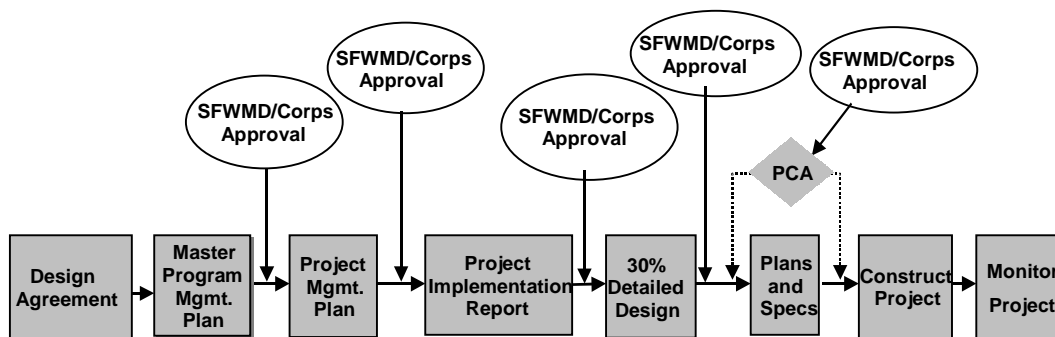 SFWMD/Corps
Approval
SFWMD/Corps
Approval
SFWMD/Corps
Approval
SFWMD/Corps
Approval
SFWMD/Corps
Approval
PCA
Design
Agreement
Master
Program
Mgmt.
Plan
Project
Mgmt.
Plan
Project
Implementation
Report
30%
Detailed
Design
Plans
and
Specs
Construct
Project
Monitor
Project